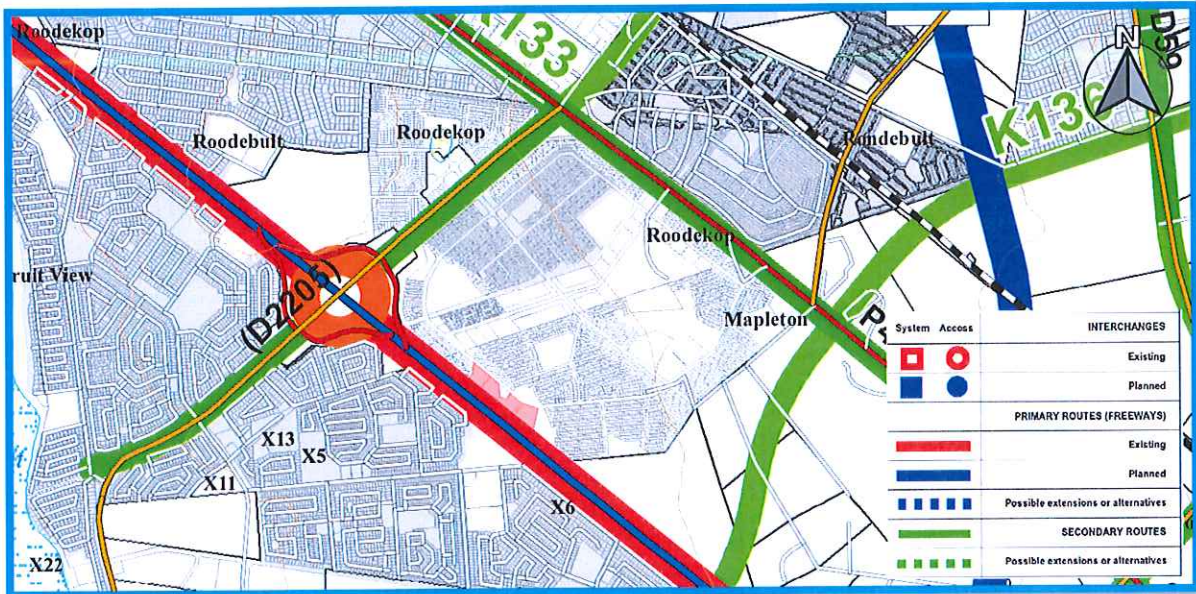 Roodekop
K133
D59
N
Roodebult
Roodekop
Rondebult
K136
Roodekop
ruit View
(D2205)
Mapleton
System Access INTERCHANGES
Existing
Planned
PRIMARY ROUTES (FREEWAYS)
Existing
Planned
Possible extensions or alternatives
SECONDARY ROUTES
Possible extensions or alternatives
X13
X5
X11
X6
X22